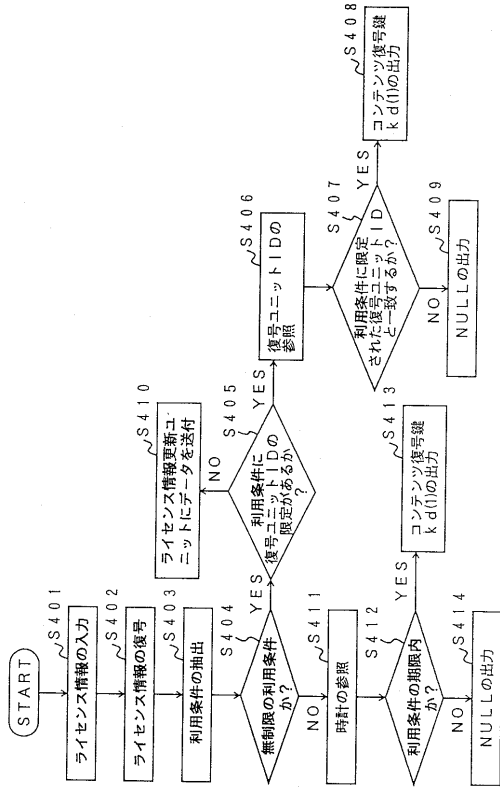 START
S401
ライセンス情報の入力
S402
ライセンス情報の復号
S403
利用条件の抽出
S404
無制限の利用条件
か?
YES
NO
S405
利用条件に
復号ユニットIDの
限定があるか
?
NO
YES
S410
ライセンス情報更新ユ
ニットにデータを送付
S406
復号ユニットIDの
参照
S407
利用条件に限定
された復号ユニットID
と一致するか?
YES
NO
S408
コンテンツ復号鍵
kd(1)の出力
S409
NULLの出力
S411
時計の参照
S412
利用条件の期限内
か?
YES
NO
S413
コンテンツ復号鍵
kd(1)の出力
S414
NULLの出力